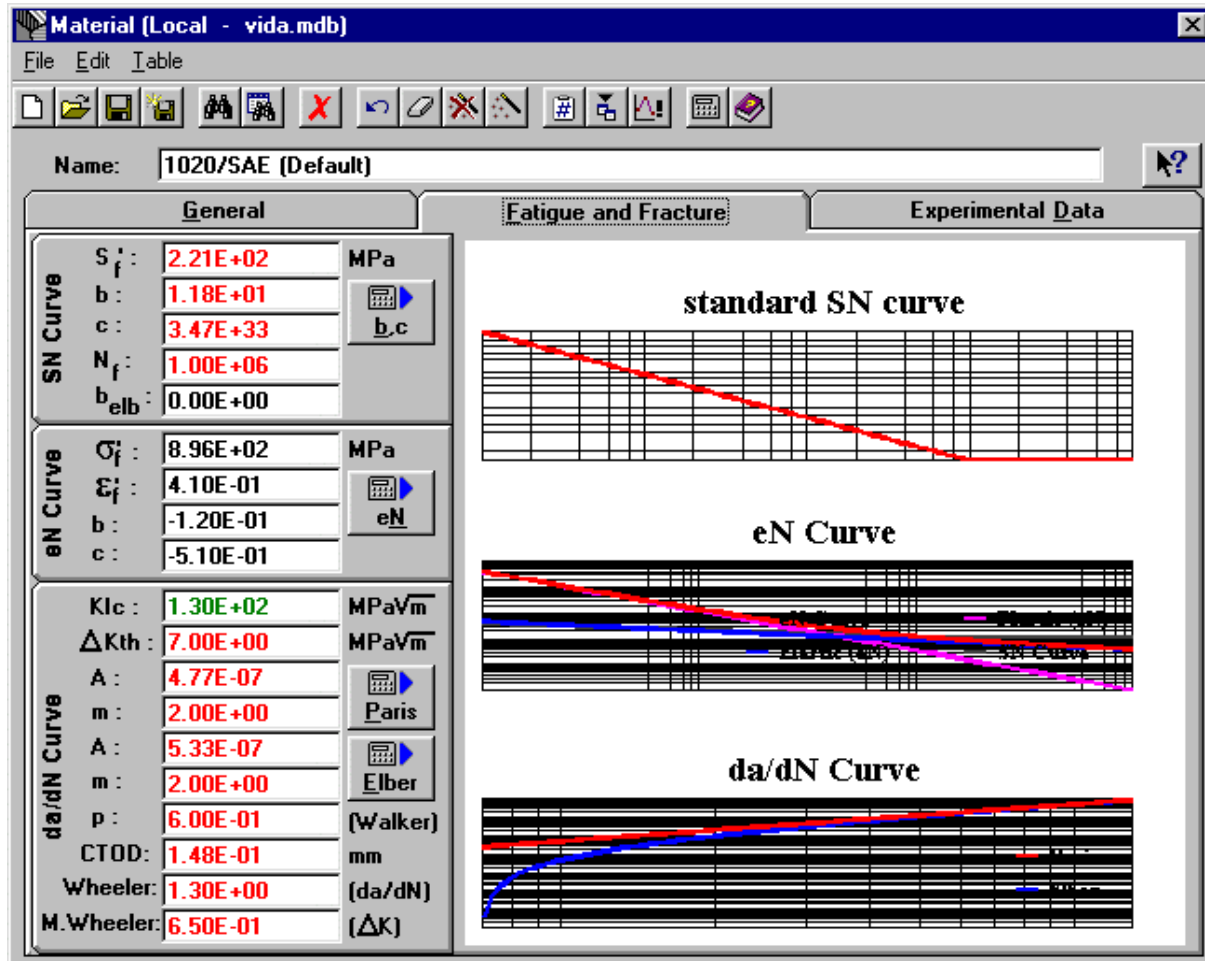 Material (Local - vida.mdb)
File Edit Table
Name: 1020/SAE (Default)
General Fatigue and Fracture Experimental Data
SN Curve
S'f : 2.21E+02 MPa
b : 1.18E+01
c : 3.47E+33
b,c
Nf : 1.00E+06
belb : 0.00E+00
eN Curve
σ'f : 8.96E+02 MPa
ε'f : 4.10E-01
b : -1.20E-01
c : -5.10E-01
eN
da/dN Curve
KIc : 1.30E+02 MPa√m
ΔKth : 7.00E+00 MPa√m
A : 4.77E-07
m : 2.00E+00
Paris
A : 5.33E-07
m : 2.00E+00
Elber
p : 6.00E-01 (Walker)
CTOD: 1.48E-01 mm
Wheeler: 1.30E+00 (da/dN)
M.Wheeler: 6.50E-01 (ΔK)
standard SN curve
eN Curve
SN Curve
da/dN Curve